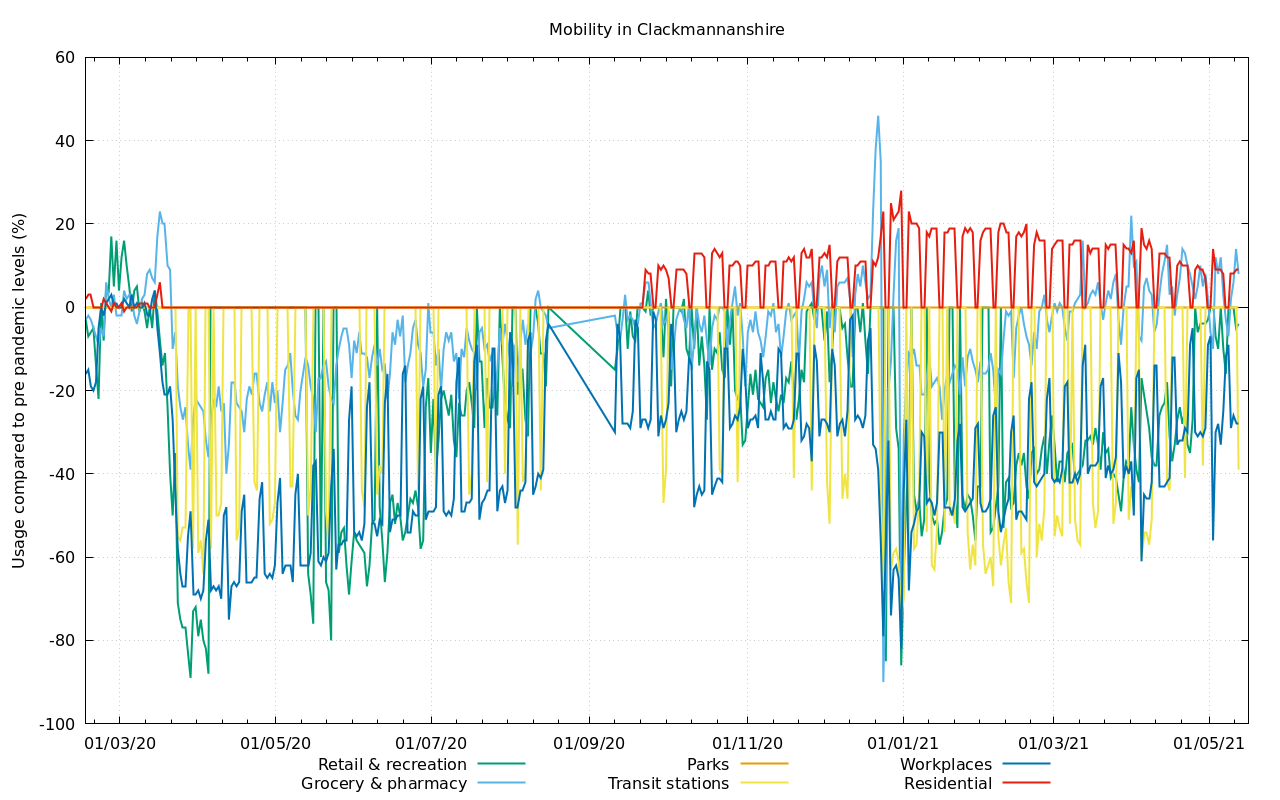 Mobility in Clackmannanshire
Usage compared to pre pandemic levels (%)
60
40
20
0
-20
-40
-60
-80
-100
01/03/20 01/05/20 01/07/20 01/09/20 01/11/20 01/01/21 01/03/21 01/05/21
Retail & recreation Parks Workplaces
Grocery & pharmacy Transit stations Residential